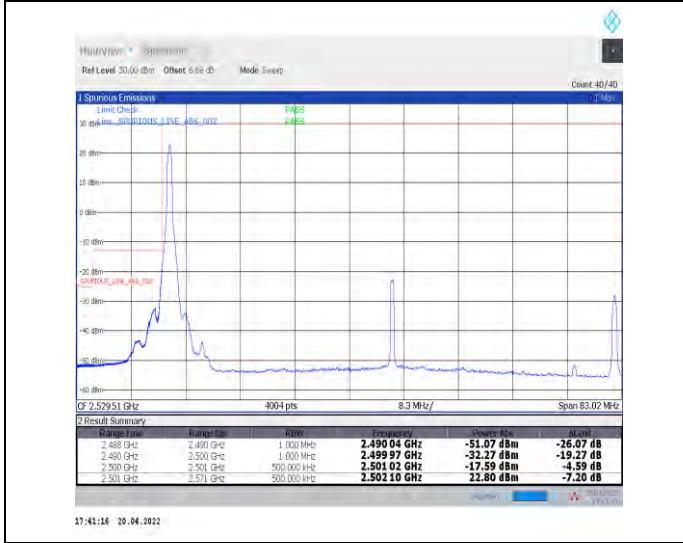 MultiView Spectrum
Ref Level 30.00 dBm Offset 6.68 dB Mode Sweep
Count 40/40
1 Spurious Emissions
Limit Check PASS
Line _SPURIOUS_LINE_ABS_002 PASS
30 dBm
20 dBm
10 dBm
0 dBm
-10 dBm
-20 dBm
_SPURIOUS_LINE_ABS_002
-30 dBm
-40 dBm
-50 dBm
-60 dBm
CF 2.52951 GHz 4004 pts 8.3 MHz/ Span 83.02 MHz
2 Result Summary
Range Low Range Up RBW Frequency Power Abs ΔLimit
2.488 GHz 2.490 GHz 1.000 MHz 2.490 04 GHz -51.07 dBm -26.07 dB
2.490 GHz 2.500 GHz 1.000 MHz 2.499 97 GHz -32.27 dBm -19.27 dB
2.500 GHz 2.501 GHz 500.000 kHz 2.501 02 GHz -17.59 dBm -4.59 dB
2.501 GHz 2.571 GHz 500.000 kHz 2.502 10 GHz 22.80 dBm -7.20 dB
17:41:16 20.04.2022